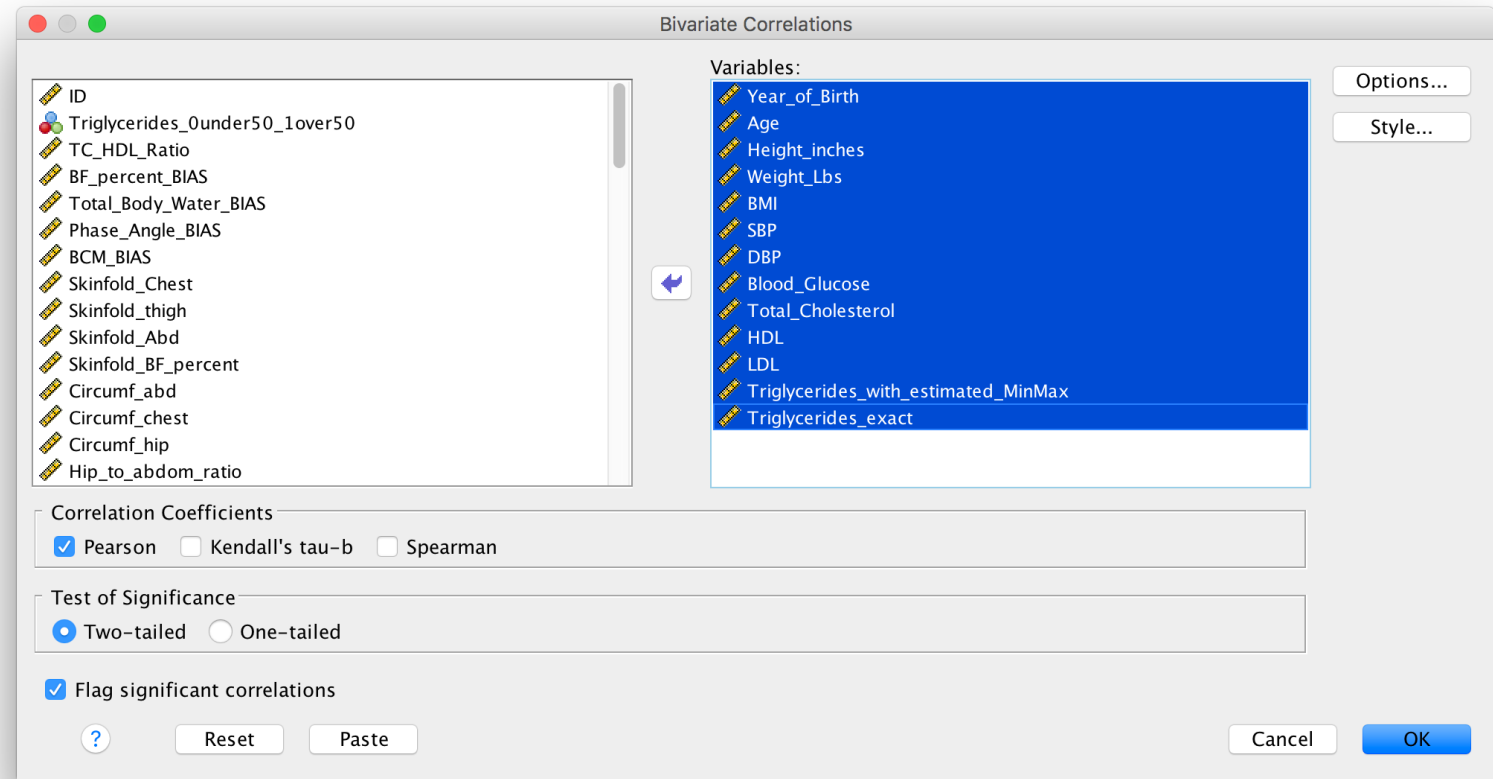 Bivariate Correlations
ID
Triglycerides_0under50_1over50
TC_HDL_Ratio
BF_percent_BIAS
Total_Body_Water_BIAS
Phase_Angle_BIAS
BCM_BIAS
Skinfold_Chest
Skinfold_thigh
Skinfold_Abd
Skinfold_BF_percent
Circumf_abd
Circumf_chest
Circumf_hip
Hip_to_abdom_ratio
Variables:
Year_of_Birth
Age
Height_inches
Weight_Lbs
BMI
SBP
DBP
Blood_Glucose
Total_Cholesterol
HDL
LDL
Triglycerides_with_estimated_MinMax
Triglycerides_exact
Options...
Style...
Correlation Coefficients
Pearson Kendall's tau-b Spearman
Test of Significance
Two-tailed One-tailed
Flag significant correlations
? Reset Paste Cancel OK